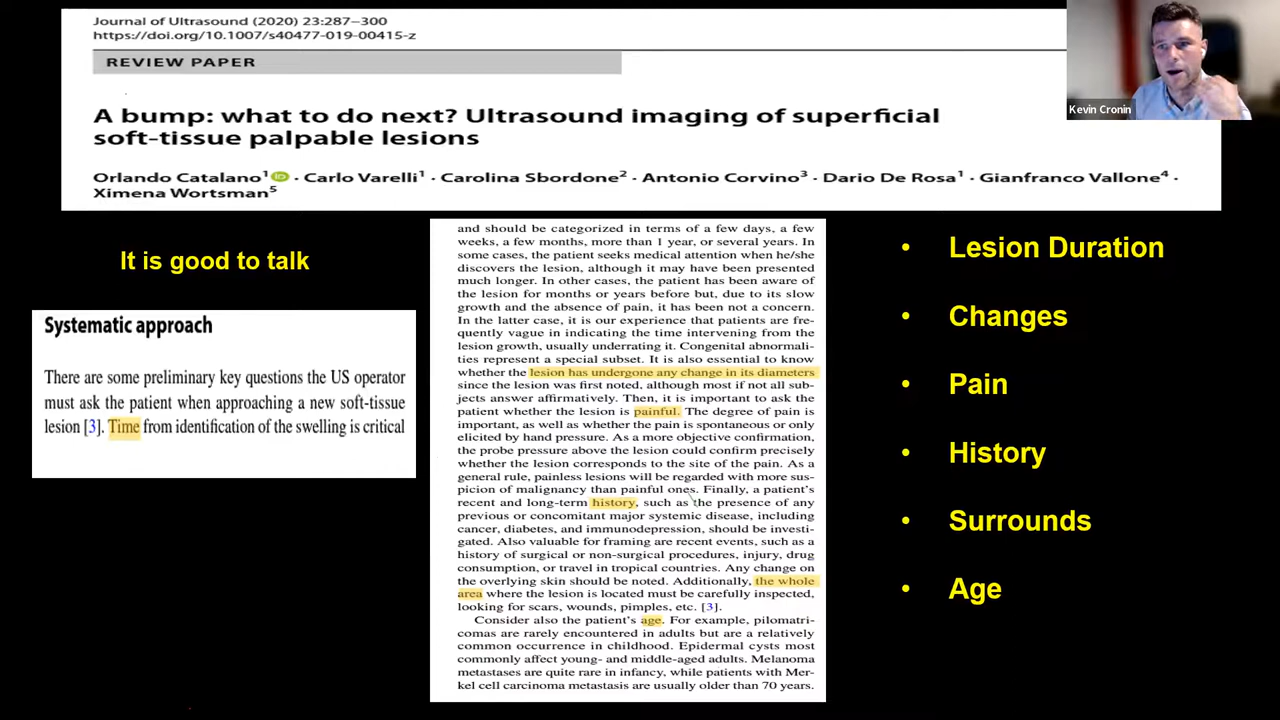 Journal of Ultrasound (2020) 23:287–300
https://doi.org/10.1007/s40477-019-00415-z
REVIEW PAPER
A bump: what to do next? Ultrasound imaging of superficial
soft-tissue palpable lesions
Orlando Catalano1 · Carlo Varelli1 · Carolina Sbordone2 · Antonio Corvino3 · Dario De Rosa1 · Gianfranco Vallone4 ·
Ximena Wortsman5
Kevin Cronin
It is good to talk
Systematic approach
There are some preliminary key questions the US operator
must ask the patient when approaching a new soft-tissue
lesion [3]. Time from identification of the swelling is critical
and should be categorized in terms of a few days, a few
weeks, a few months, more than 1 year, or several years. In
some cases, the patient seeks medical attention when he/she
discovers the lesion, although it may have been presented
much longer. In other cases, the patient has been aware of
the lesion for months or years before but, due to its slow
growth and the absence of pain, it has been not a concern.
In the latter case, it is our experience that patients are fre-
quently vague in indicating the time intervening from the
lesion growth, usually underrating it. Congenital abnormali-
ties represent a special subset. It is also essential to know
whether the lesion has undergone any change in its diameters
since the lesion was first noted, although most if not all sub-
jects answer affirmatively. Then, it is important to ask the
patient whether the lesion is painful. The degree of pain is
important, as well as whether the pain is spontaneous or only
elicited by hand pressure. As a more objective confirmation,
the probe pressure above the lesion could confirm precisely
whether the lesion corresponds to the site of the pain. As a
general rule, painless lesions will be regarded with more sus-
picion of malignancy than painful ones. Finally, a patient's
recent and long-term history, such as the presence of any
previous or concomitant major systemic disease, including
cancer, diabetes, and immunodepression, should be investi-
gated. Also valuable for framing are recent events, such as a
history of surgical or non-surgical procedures, injury, drug
consumption, or travel in tropical countries. Any change on
the overlying skin should be noted. Additionally, the whole
area where the lesion is located must be carefully inspected,
looking for scars, wounds, pimples, etc. [3].
Consider also the patient's age. For example, pilomatri-
comas are rarely encountered in adults but are a relatively
common occurrence in childhood. Epidermal cysts most
commonly affect young- and middle-aged adults. Melanoma
metastases are quite rare in infancy, while patients with Mer-
kel cell carcinoma metastasis are usually older than 70 years.
• Lesion Duration
• Changes
• Pain
• History
• Surrounds
• Age